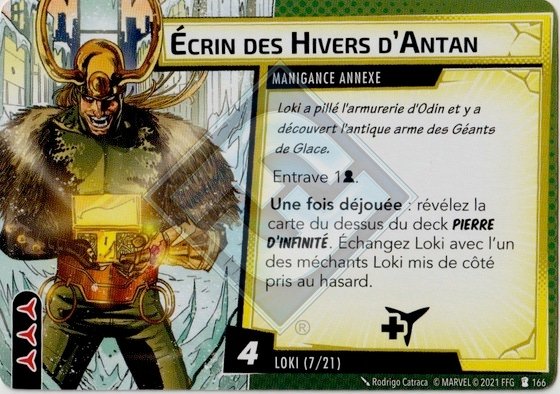 Écrin des Hivers d'Antan
MANIGANCE ANNEXE
Loki a pillé l'armurerie d'Odin et y a
découvert l'antique arme des Géants
de Glace.
Entrave 1.
Une fois déjouée : révélez la
carte du dessus du deck PIERRE
D'INFINITÉ. Échangez Loki avec l'un
des méchants Loki mis de côté
pris au hasard.
®
4
LOKI (7/21)
Rodrigo Catraca © MARVEL © 2021 FFG 166